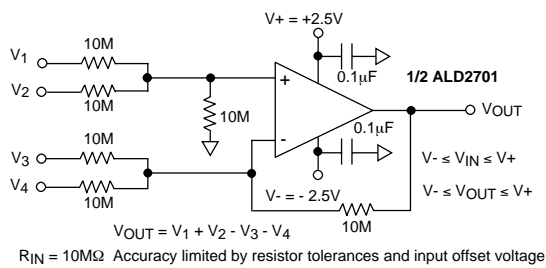 V+ = +2.5V
V1
10M
V2
10M
10M
+
-
0.1μF
1/2 ALD2701
VOUT
0.1μF
V3
10M
V4
10M
V- = - 2.5V
10M
V- ≤ VIN ≤ V+
V- ≤ VOUT ≤ V+
VOUT = V1 + V2 - V3 - V4
RIN = 10MΩ Accuracy limited by resistor tolerances and input offset voltage